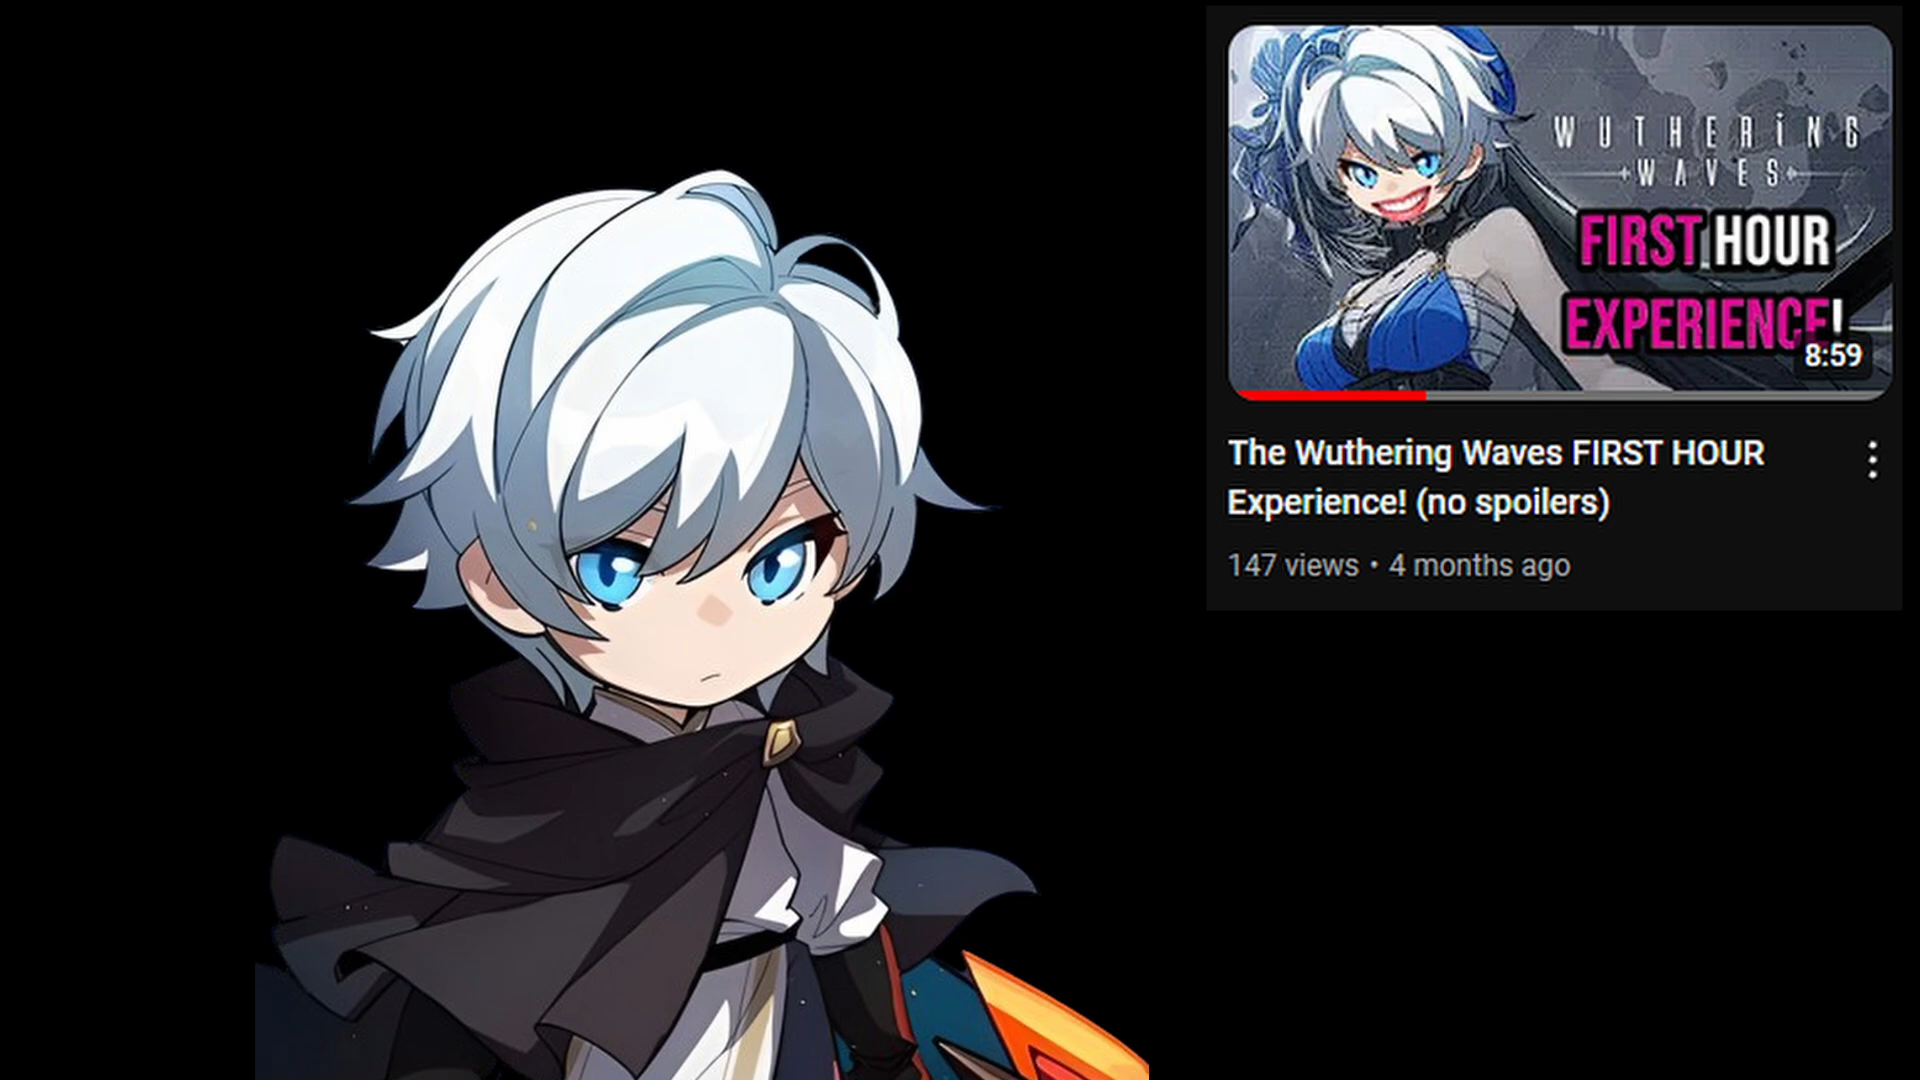 WUTHERING
WAVES
FIRST HOUR
EXPERIENCE!
8:59
The Wuthering Waves FIRST HOUR
Experience! (no spoilers)
147 views • 4 months ago